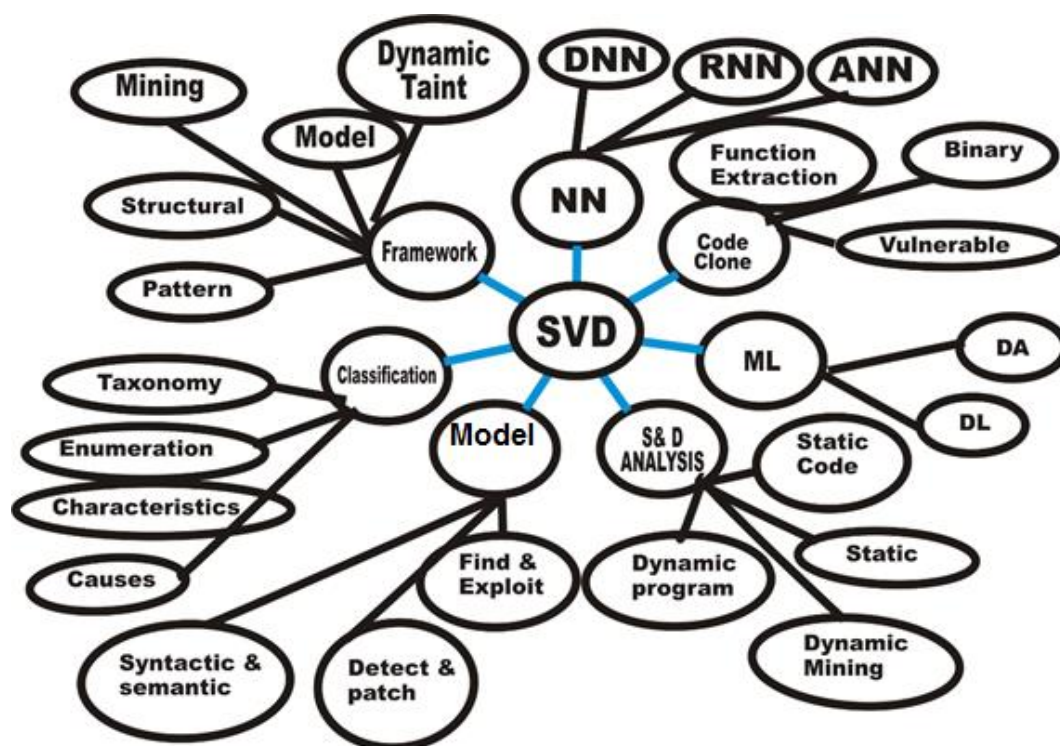 Dynamic
Taint
DNN
RNN
ANN
Mining
Model
Function
Extraction
Binary
Structural
NN
Framework
Code
Clone
Vulnerable
Pattern
SVD
ML
DA
Classification
Taxonomy
DL
Model
S& D
ANALYSIS
Static
Code
Enumeration
Characteristics
Static
Causes
Find &
Exploit
Dynamic
program
Dynamic
Mining
Syntactic &
semantic
Detect &
patch